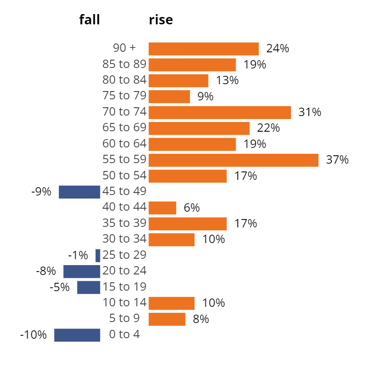 fall rise
90 + 24%
85 to 89 19%
80 to 84 13%
75 to 79 9%
70 to 74 31%
65 to 69 22%
60 to 64 19%
55 to 59 37%
50 to 54 17%
-9% 45 to 49
40 to 44 6%
35 to 39 17%
30 to 34 10%
-1% 25 to 29
-8% 20 to 24
-5% 15 to 19
10 to 14 10%
5 to 9 8%
-10% 0 to 4